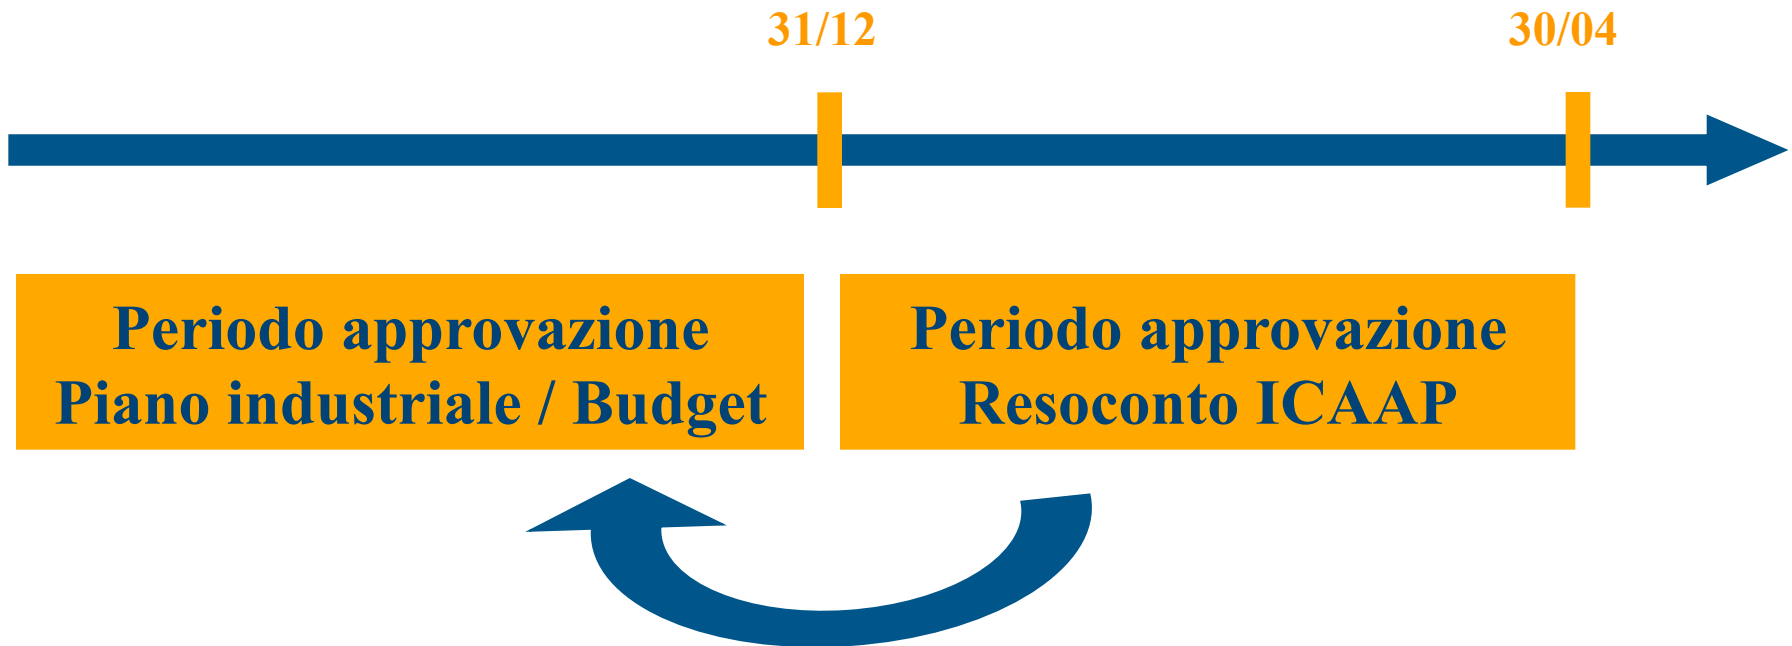 31/12
30/04
Periodo approvazione
Piano industriale / Budget
Periodo approvazione
Resoconto ICAAP